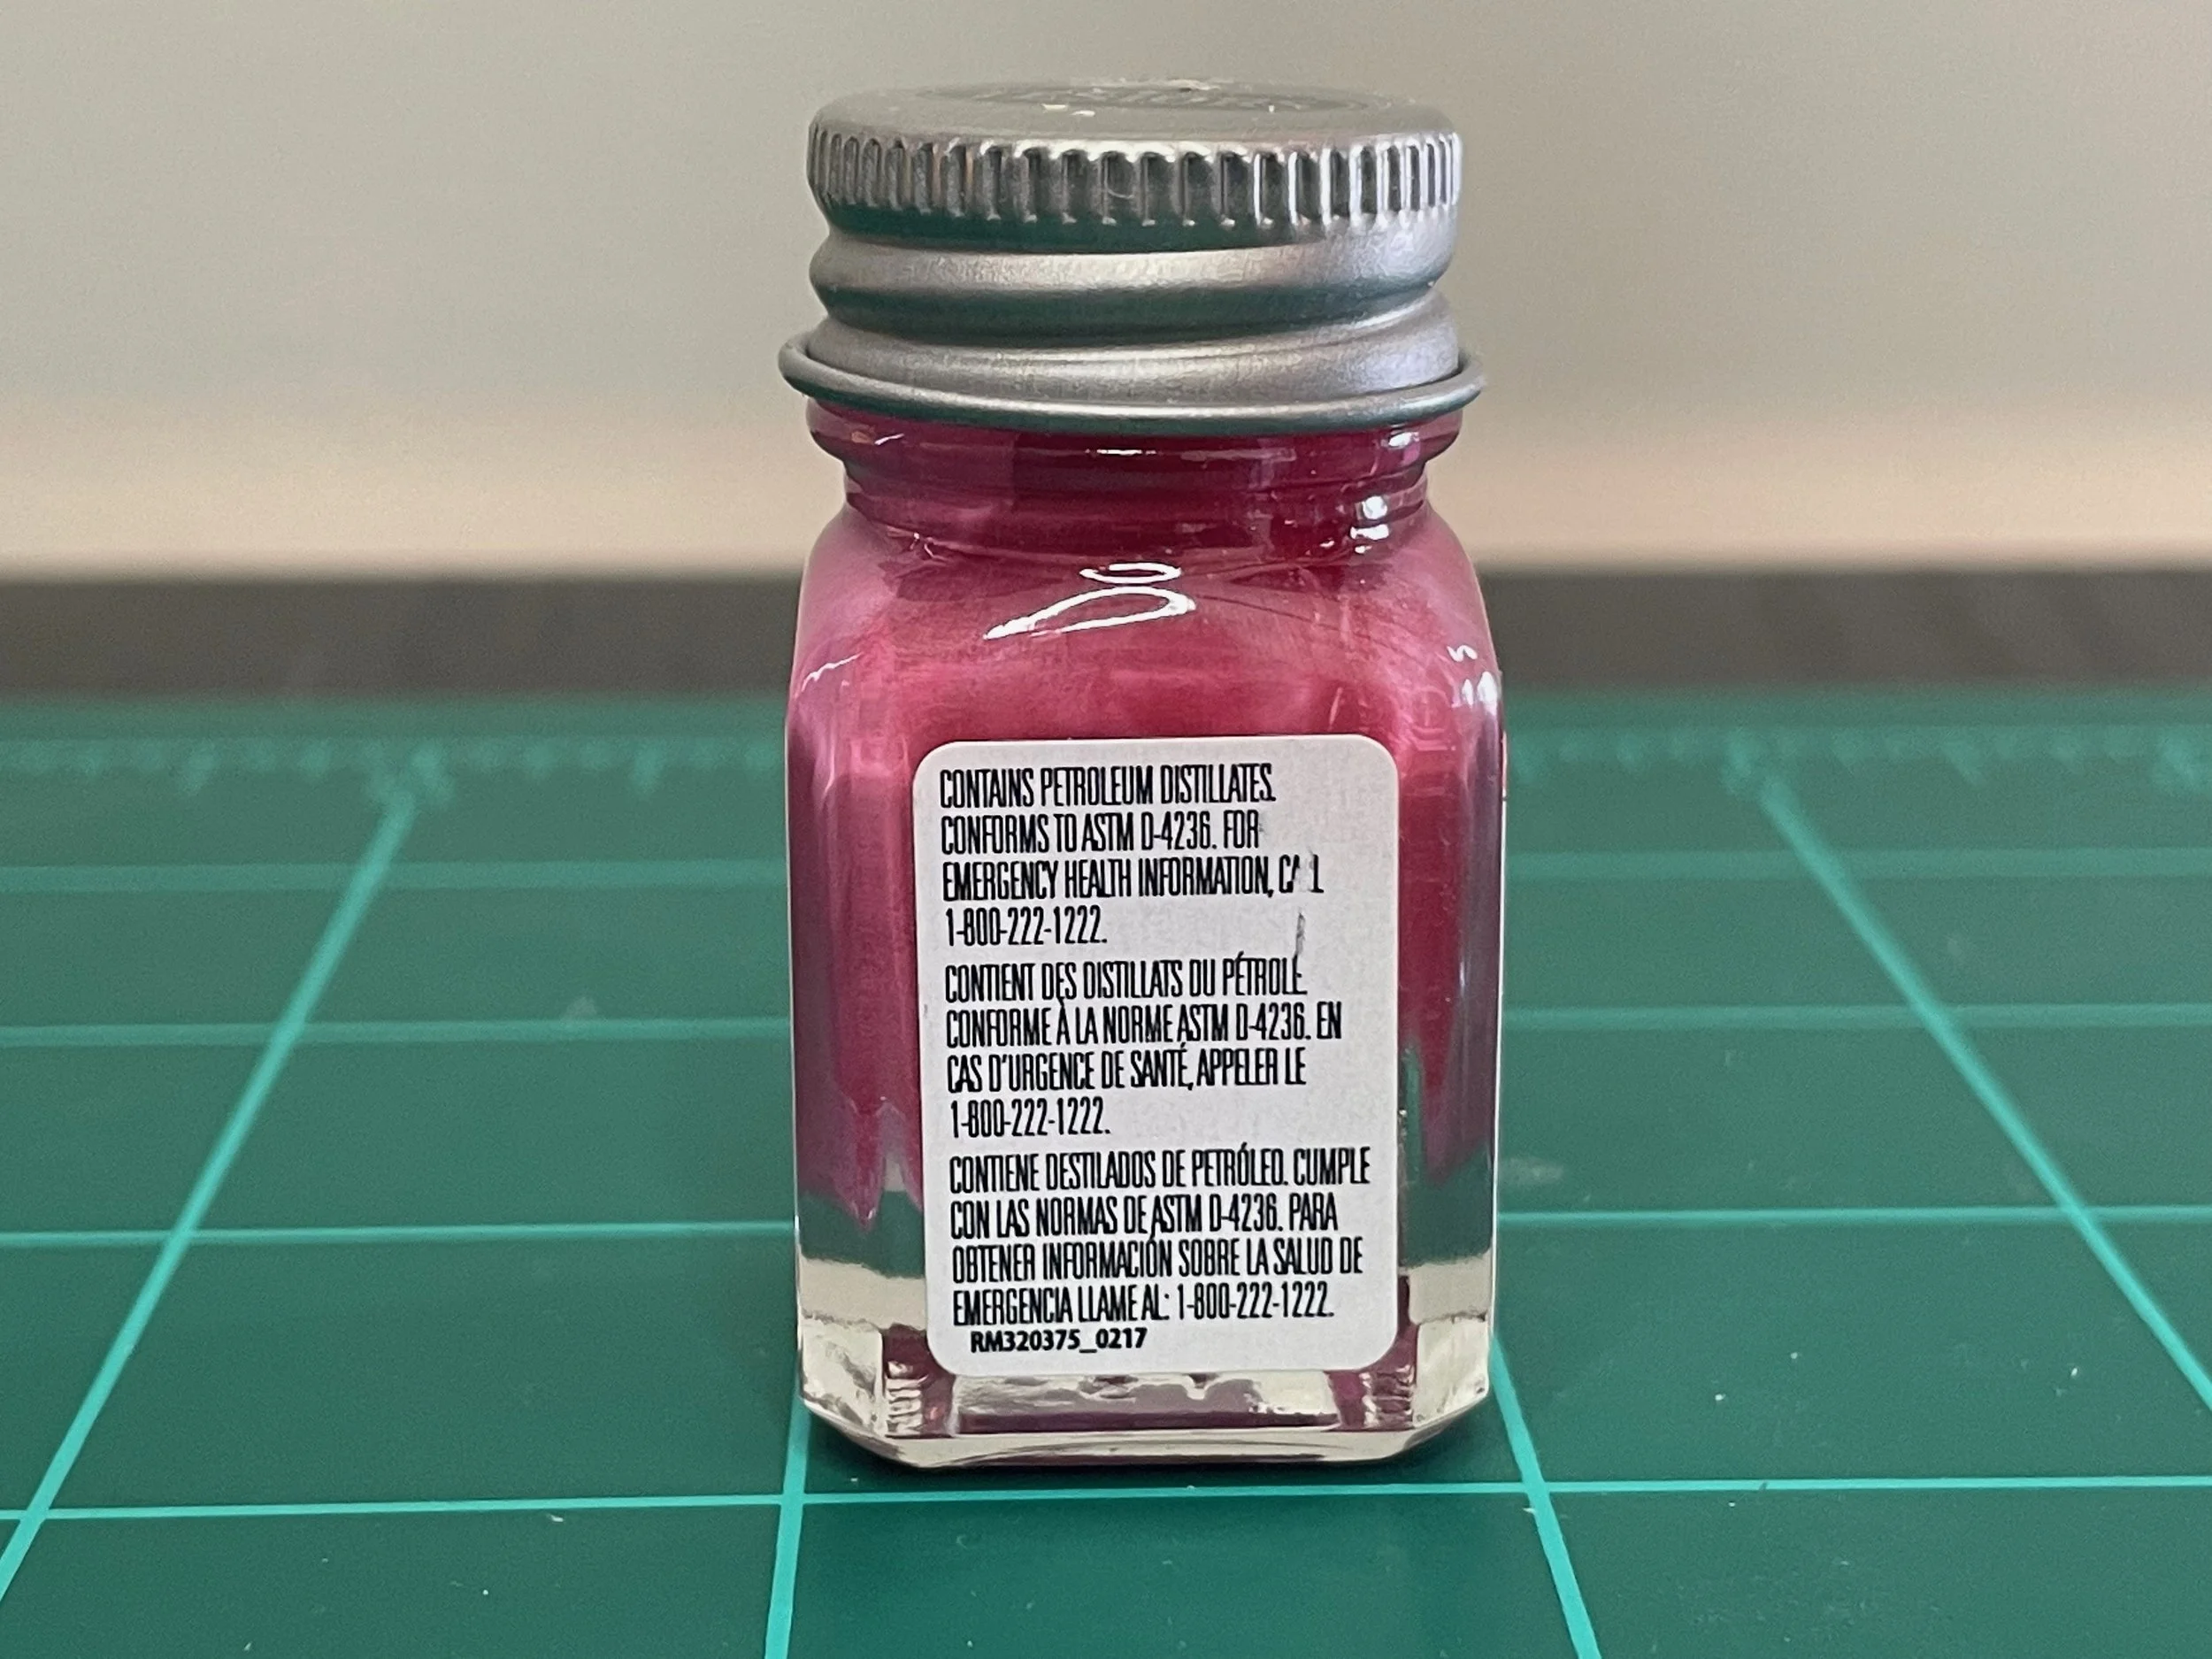 CONTAINS PETROLEUM DISTILLATES.
CONFORMS TO ASTM D-4236. FOR
EMERGENCY HEALTH INFORMATION, CALL
1-800-222-1222.
CONTIENT DES DISTILLATS DU PÉTROLE.
CONFORME À LA NORME ASTM D-4236. EN
CAS D'URGENCE DE SANTÉ, APPELER LE
1-800-222-1222.
CONTIENE DESTILADOS DE PETRÓLEO. CUMPLE
CON LAS NORMAS DE ASTM D-4236. PARA
OBTENER INFORMACIÓN SOBRE LA SALUD DE
EMERGENCIA LLAME AL: 1-800-222-1222.
RM320375_0217